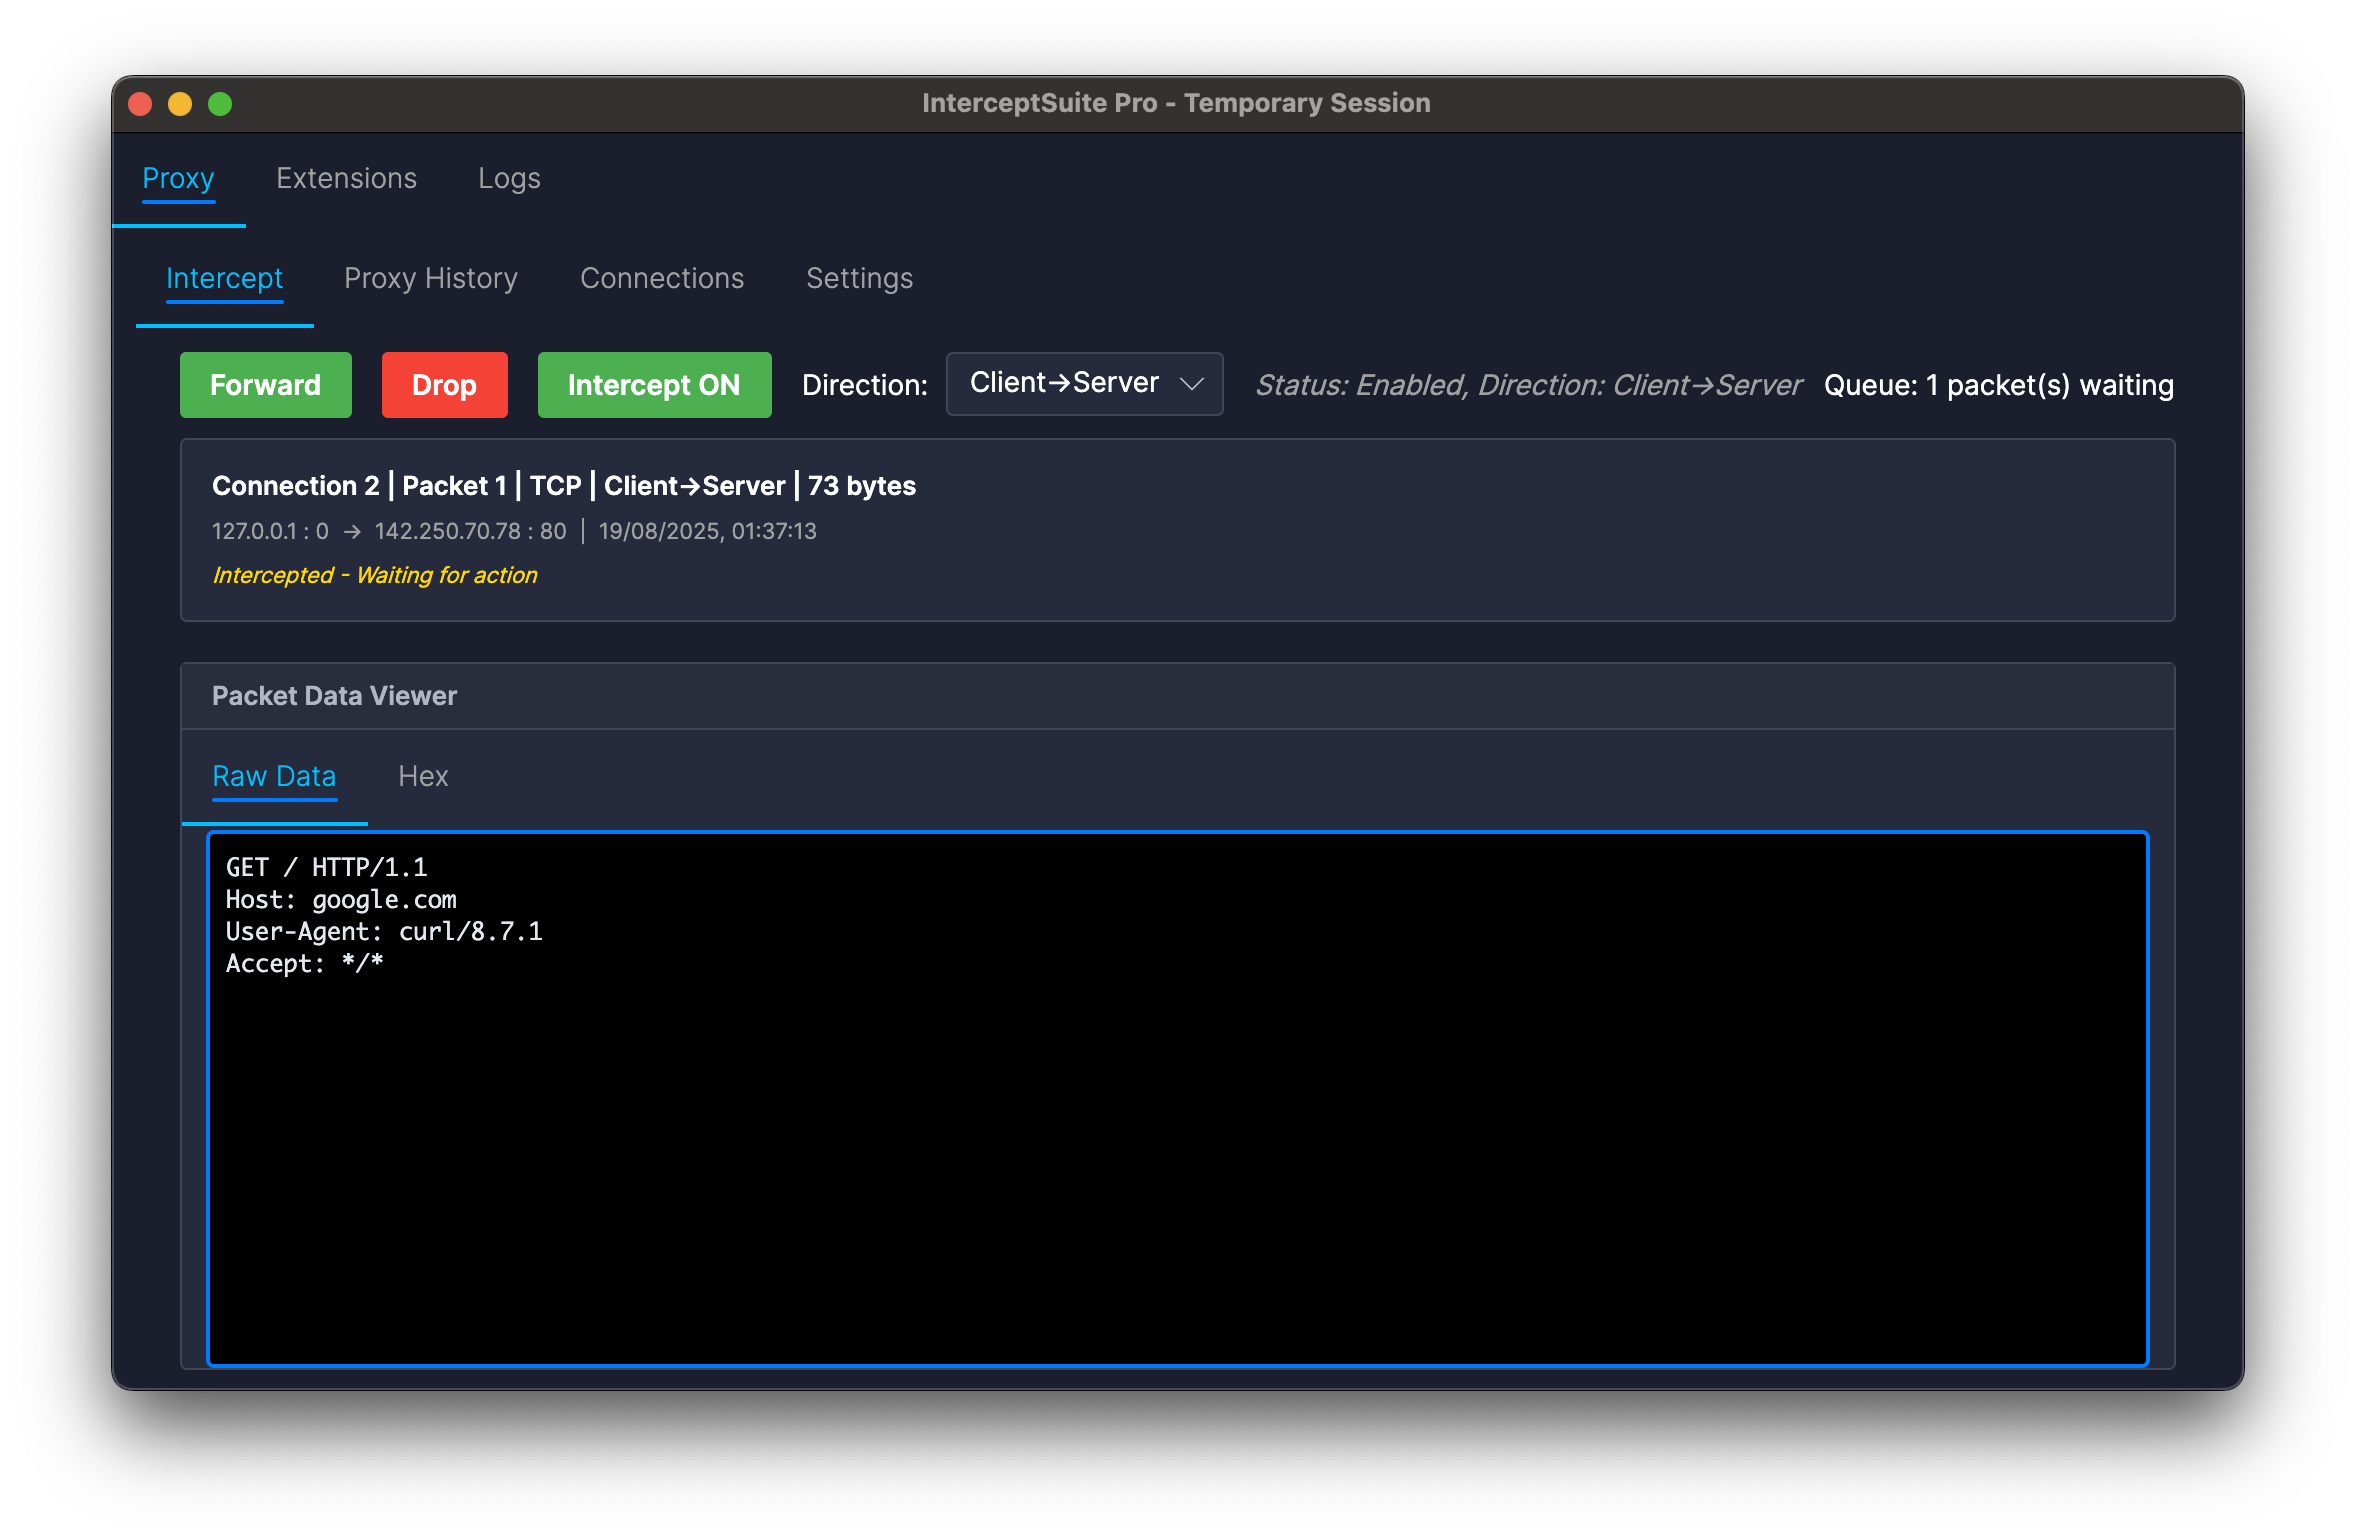 InterceptSuite Pro - Temporary Session
Proxy Extensions Logs
Intercept Proxy History Connections Settings
Forward Drop Intercept ON Direction: Client→Server Status: Enabled, Direction: Client→Server Queue: 1 packet(s) waiting
Connection 2 | Packet 1 | TCP | Client→Server | 73 bytes
127.0.0.1 : 0 → 142.250.70.78 : 80 | 19/08/2025, 01:37:13
Intercepted - Waiting for action
Packet Data Viewer
Raw Data Hex
GET / HTTP/1.1
Host: google.com
User-Agent: curl/8.7.1
Accept: */*